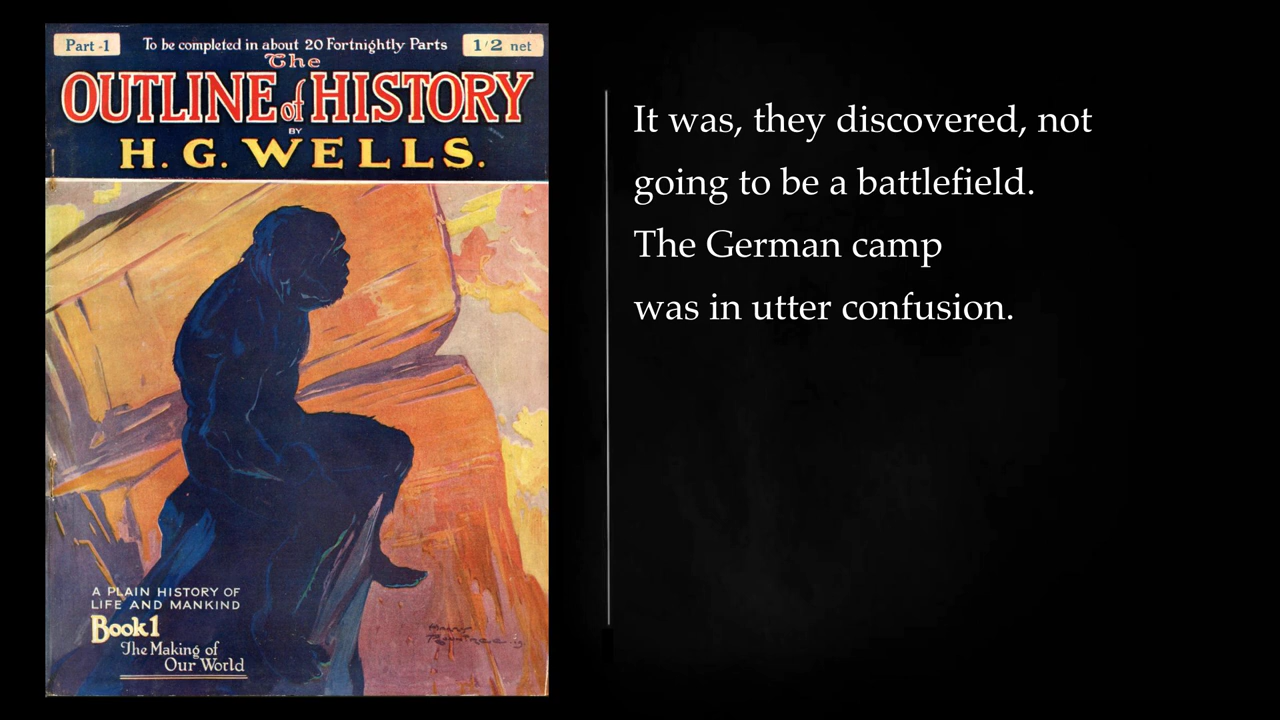 Part -1
To be completed in about 20 Fortnightly Parts
1/2 net
The
OUTLINE of HISTORY
BY
H. G. WELLS.
A PLAIN HISTORY OF
LIFE AND MANKIND
Book 1
The Making of
Our World
It was, they discovered, not
going to be a battlefield.
The German camp
was in utter confusion.